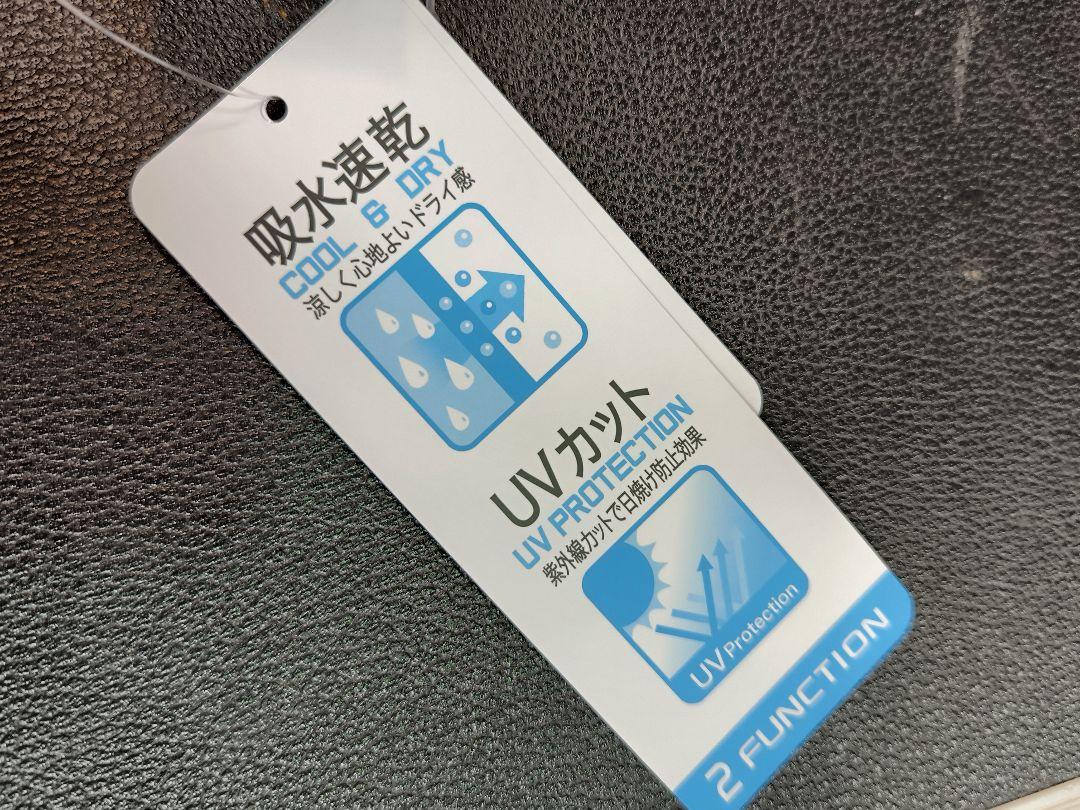 吸水速乾
COOL & DRY
涼しく心地よいドライ感
UVカット
UV PROTECTION
紫外線カットで日焼け防止効果
UV Protection
2 FUNCTION